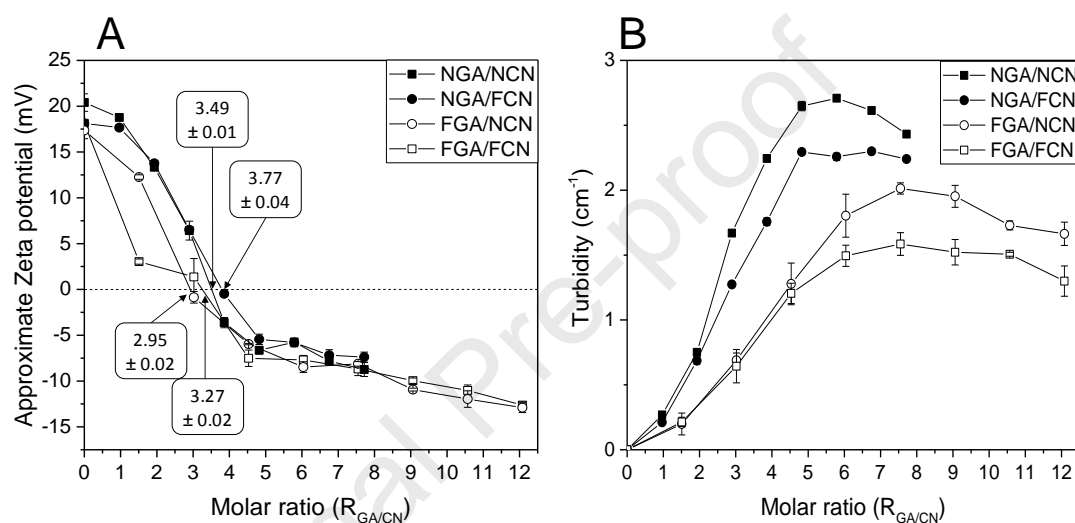 A
25
20
15
10
5
0
-5
-10
-15
Approximate Zeta potential (mV)
NGA/NCN
NGA/FCN
FGA/NCN
FGA/FCN
3.49
± 0.01
3.77
± 0.04
2.95
± 0.02
3.27
± 0.02
0 1 2 3 4 5 6 7 8 9 10 11 12
Molar ratio (R_GA/CN)
B
3
2
1
0
Turbidity (cm⁻¹)
NGA/NCN
NGA/FCN
FGA/NCN
FGA/FCN
0 1 2 3 4 5 6 7 8 9 10 11 12
Molar ratio (R_GA/CN)
al Pre-proof